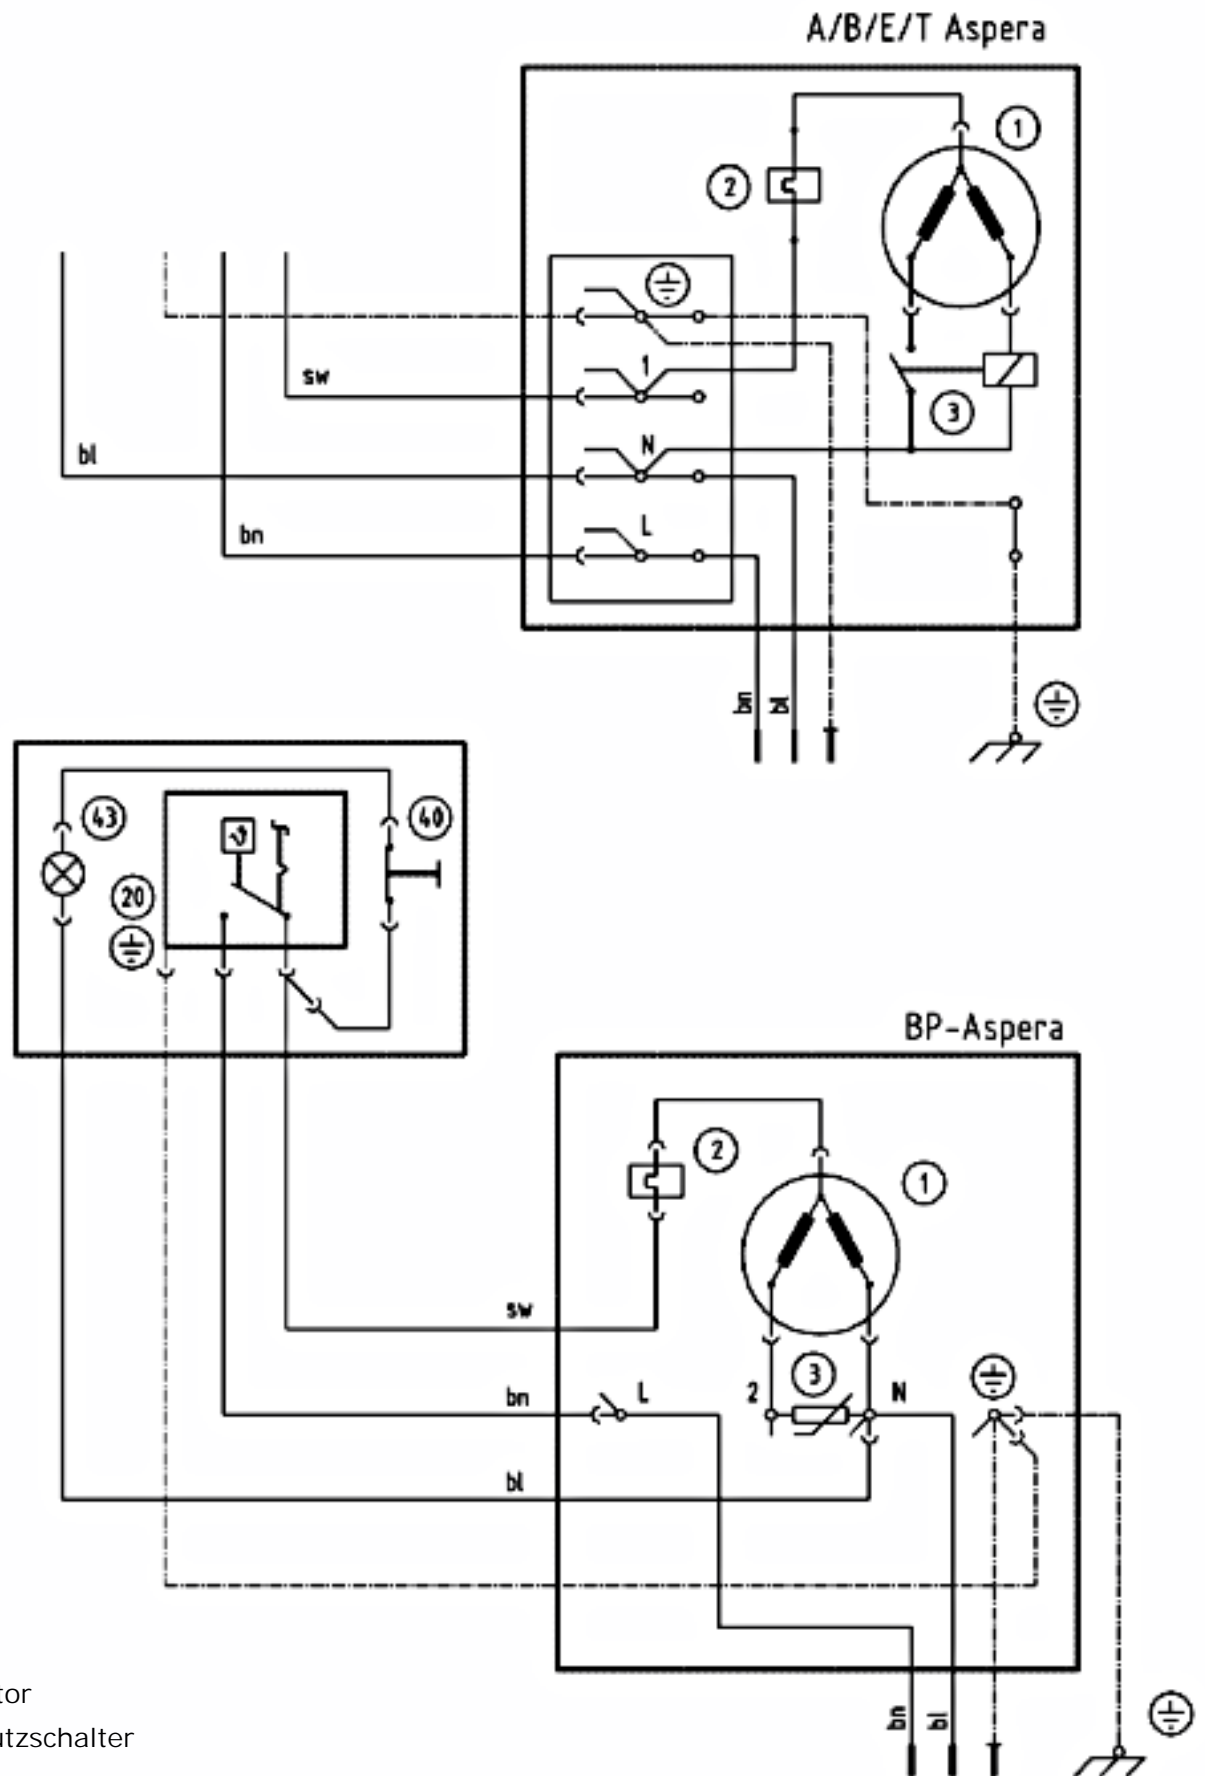 A/B/E/T Aspera
1
2
1
sw
3
N
bl
L
bn
bn
bl
43
40
20
BP-Aspera
2
1
sw
3
L
2
N
bn
bl
tor
utzschalter
bn
bl